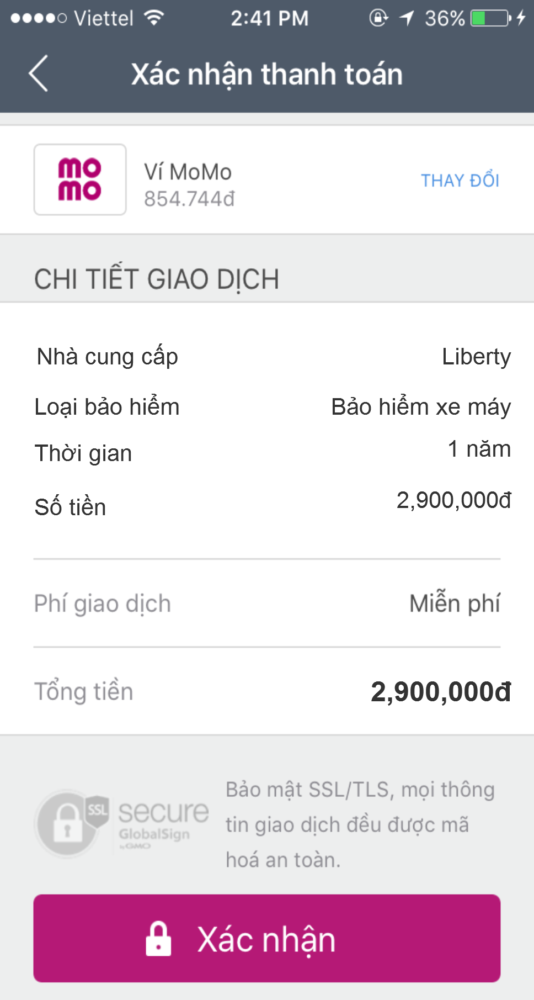 Viettel 2:41 PM 36%
Xác nhận thanh toán
mo
mo
Ví MoMo
854.744đ
THAY ĐỔI
CHI TIẾT GIAO DỊCH
Nhà cung cấp Liberty
Loại bảo hiểm Bảo hiểm xe máy
Thời gian 1 năm
Số tiền 2,900,000đ
Phí giao dịch Miễn phí
Tổng tiền 2,900,000đ
SSL
secure
GlobalSign
by GMO
Bảo mật SSL/TLS, mọi thông
tin giao dịch đều được mã
hoá an toàn.
Xác nhận